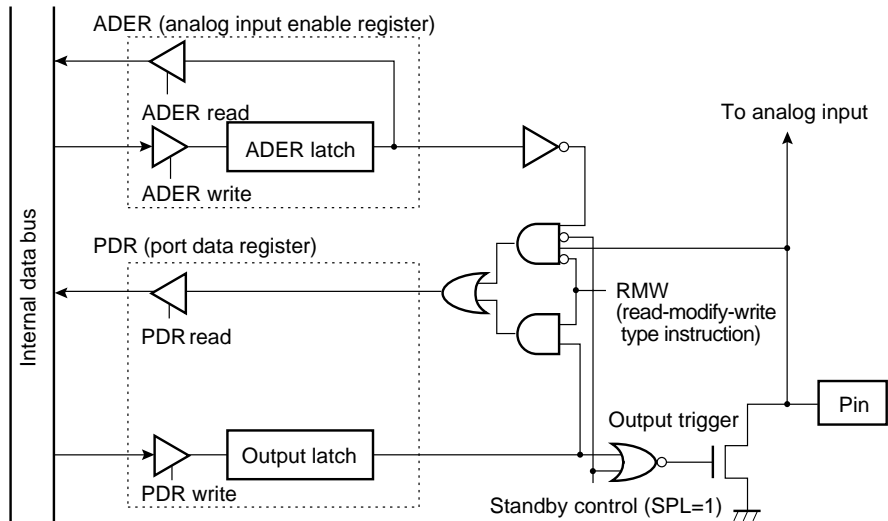 ADER (analog input enable register)
ADER read
To analog input
ADER latch
ADER write
Internal data bus
PDR (port data register)
RMW
(read-modify-write
type instruction)
PDR read
Pin
Output trigger
Output latch
PDR write
Standby control (SPL=1)